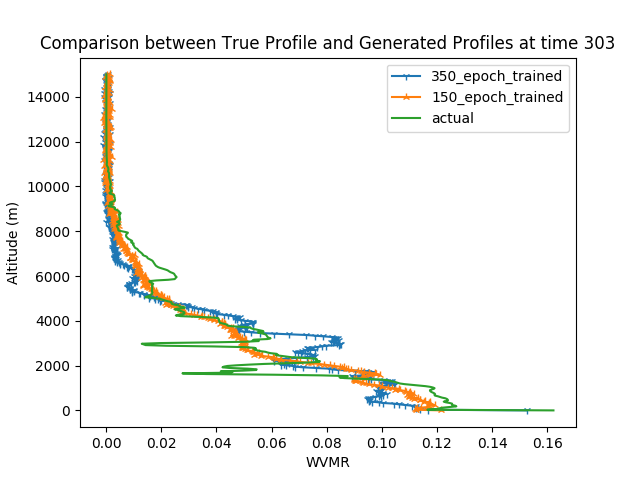 Comparison between True Profile and Generated Profiles at time 303
350_epoch_trained
150_epoch_trained
actual
14000
12000
10000
8000
6000
4000
2000
0
Altitude (m)
0.00 0.02 0.04 0.06 0.08 0.10 0.12 0.14 0.16
WVMR